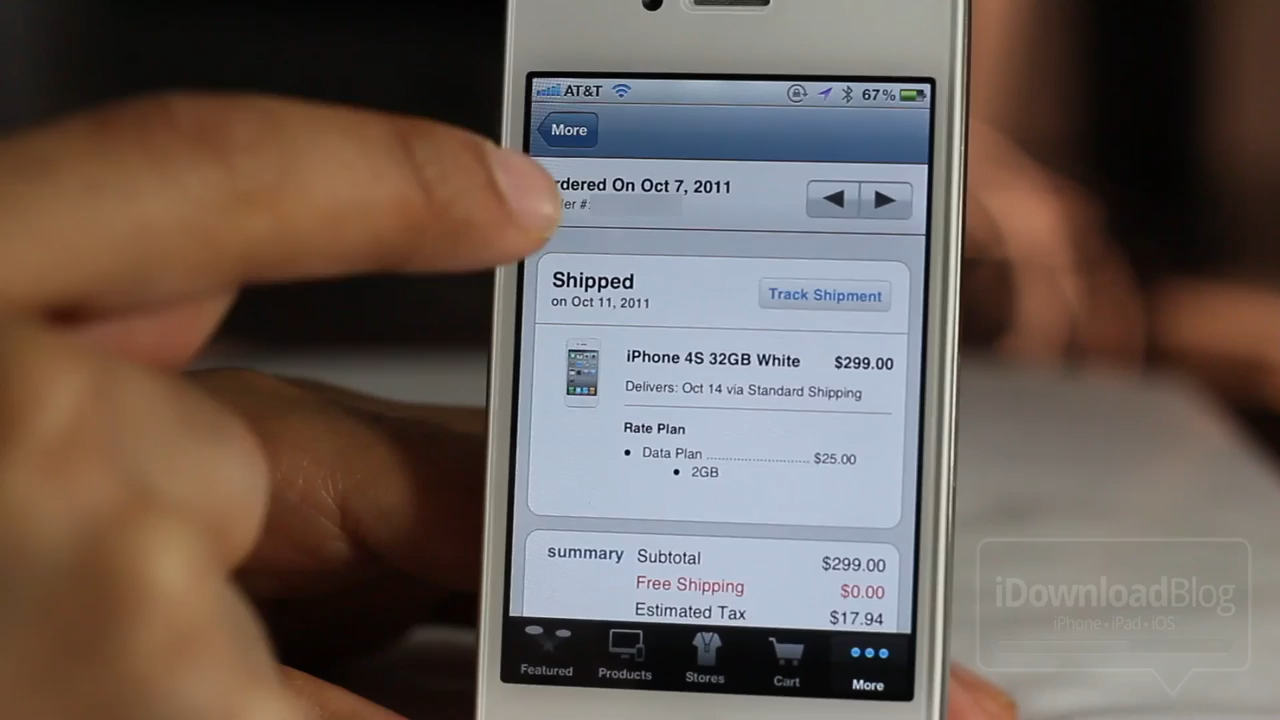 AT&T 67%
More
rdered On Oct 7, 2011
er #:
Shipped
on Oct 11, 2011
Track Shipment
iPhone 4S 32GB White $299.00
Delivers: Oct 14 via Standard Shipping
Rate Plan
• Data Plan .......................... $25.00
• 2GB
summary Subtotal $299.00
Free Shipping $0.00
Estimated Tax $17.94
Featured Products Stores Cart More
iDownloadBlog
iPhone • iPad • iOS